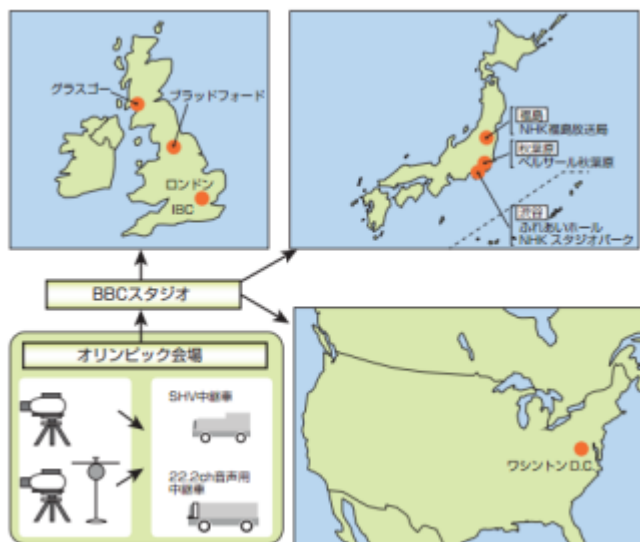 グラスゴー
ブラッドフォード
ロンドン
IBC
福島
NHK福島放送局
秋葉原
ベルサール秋葉原
渋谷
ふれあいホール
NHKスタジオパーク
BBCスタジオ
オリンピック会場
SHV中継車
22.2ch音声用
中継車
ワシントンD.C.